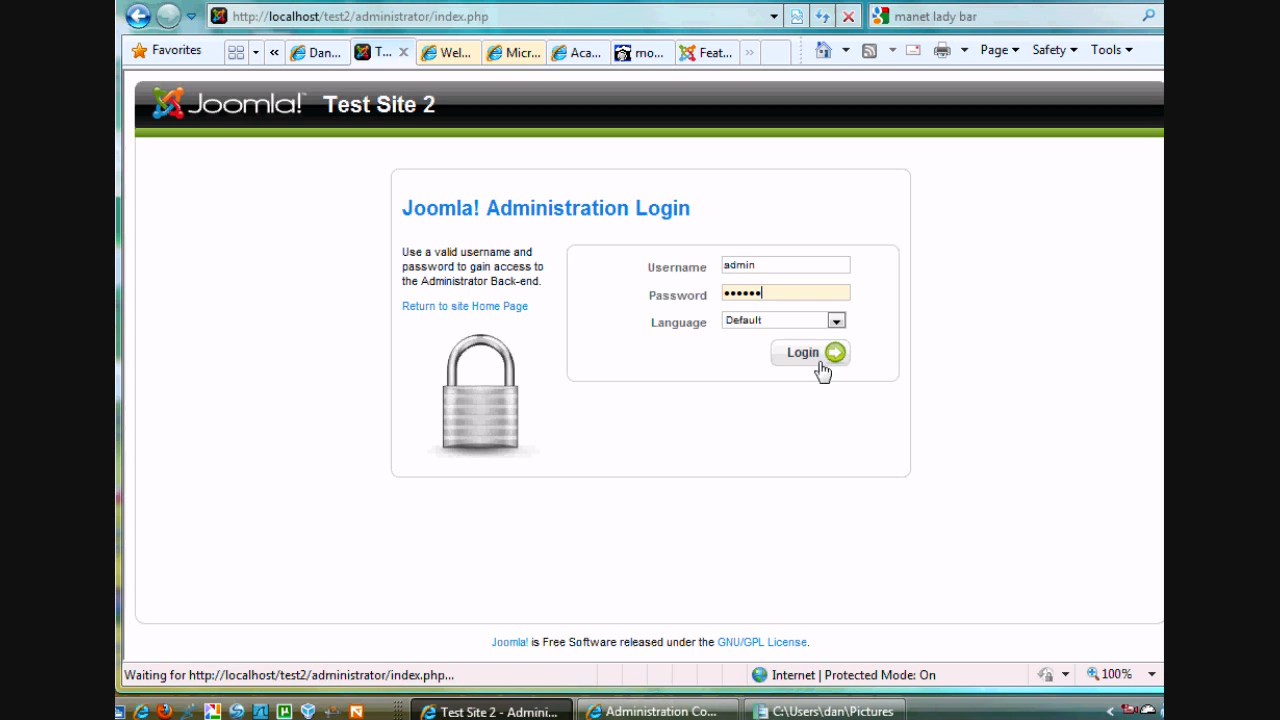 http://localhost/test2/administrator/index.php manet lady bar
Favorites « Dan... T... Wel... Micr... Aca... mo... Feat... » Page Safety Tools
Joomla! Test Site 2
Joomla! Administration Login
Use a valid username and
password to gain access to
the Administrator Back-end.
Return to site Home Page
Username admin
Password ••••••
Language Default
Login
Joomla! is Free Software released under the GNU/GPL License.
Waiting for http://localhost/test2/administrator/index.php... Internet | Protected Mode: On 100%
Test Site 2 - Admini... Administration Co... C:\Users\dan\Pictures